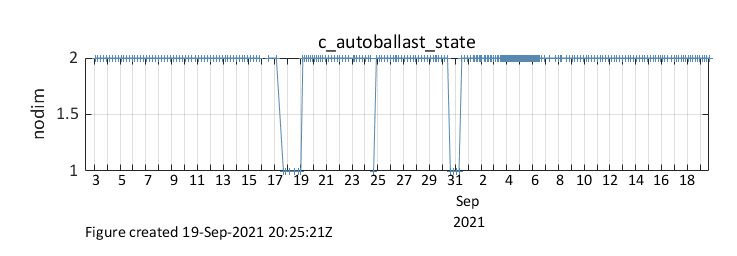 c_autoballast_state
nodim
2
1.5
1
3 5 7 9 11 13 15 17 19 21 23 25 27 29 31 2 4 6 8 10 12 14 16 18
Sep
2021
Figure created 19-Sep-2021 20:25:21Z